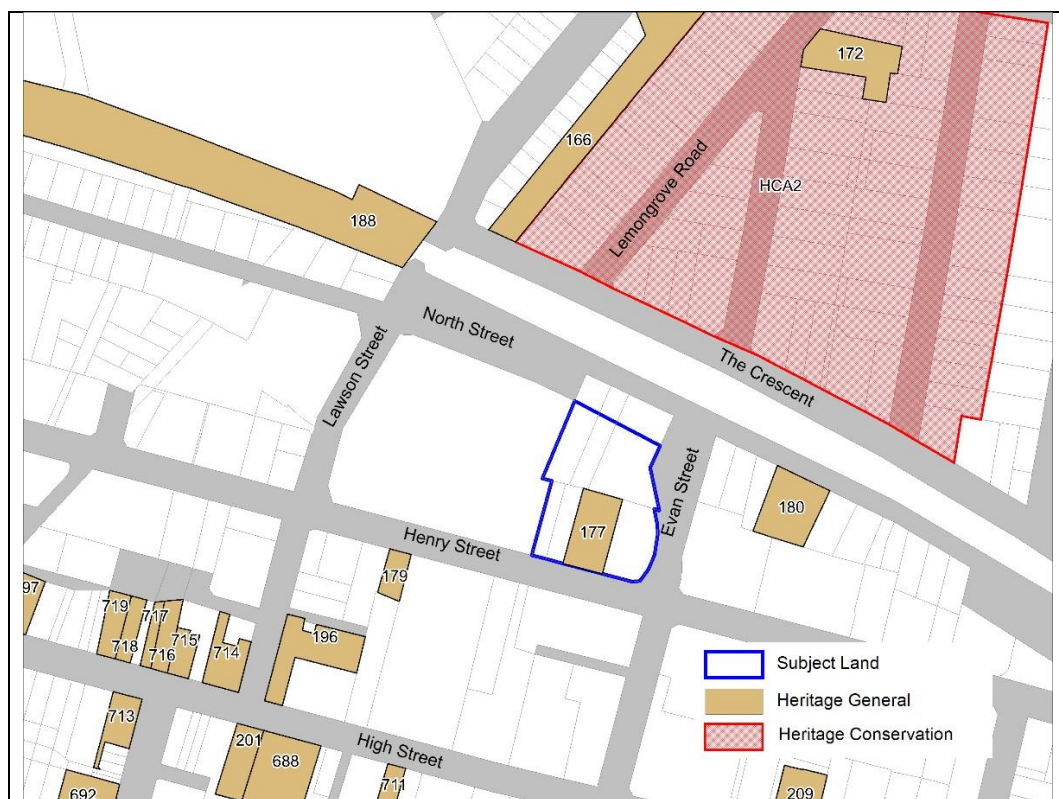 172
166
Lemongrove Road
HCA2
188
North Street
The Crescent
Lawson Street
Evan Street
180
177
Henry Street
179
97
719
717
718
716
715
714
196
Subject Land
Heritage General
Heritage Conservation
713
201
688
High Street
711
692
209